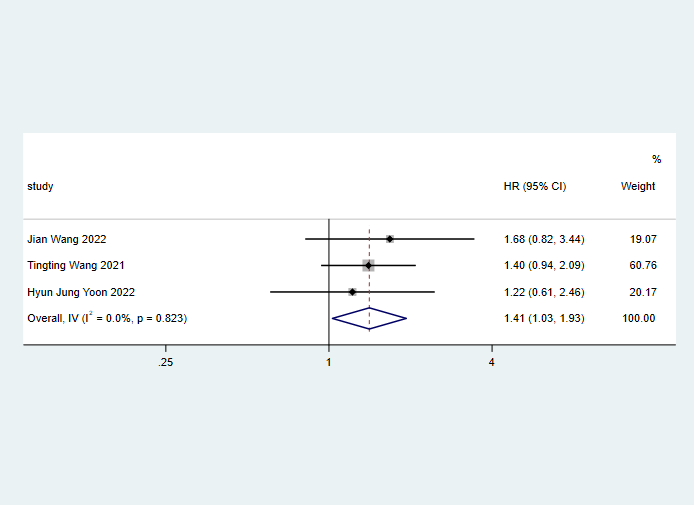 %
study HR (95% CI) Weight
Jian Wang 2022 1.68 (0.82, 3.44) 19.07
Tingting Wang 2021 1.40 (0.94, 2.09) 60.76
Hyun Jung Yoon 2022 1.22 (0.61, 2.46) 20.17
Overall, IV (I² = 0.0%, p = 0.823) 1.41 (1.03, 1.93) 100.00
.25 1 4